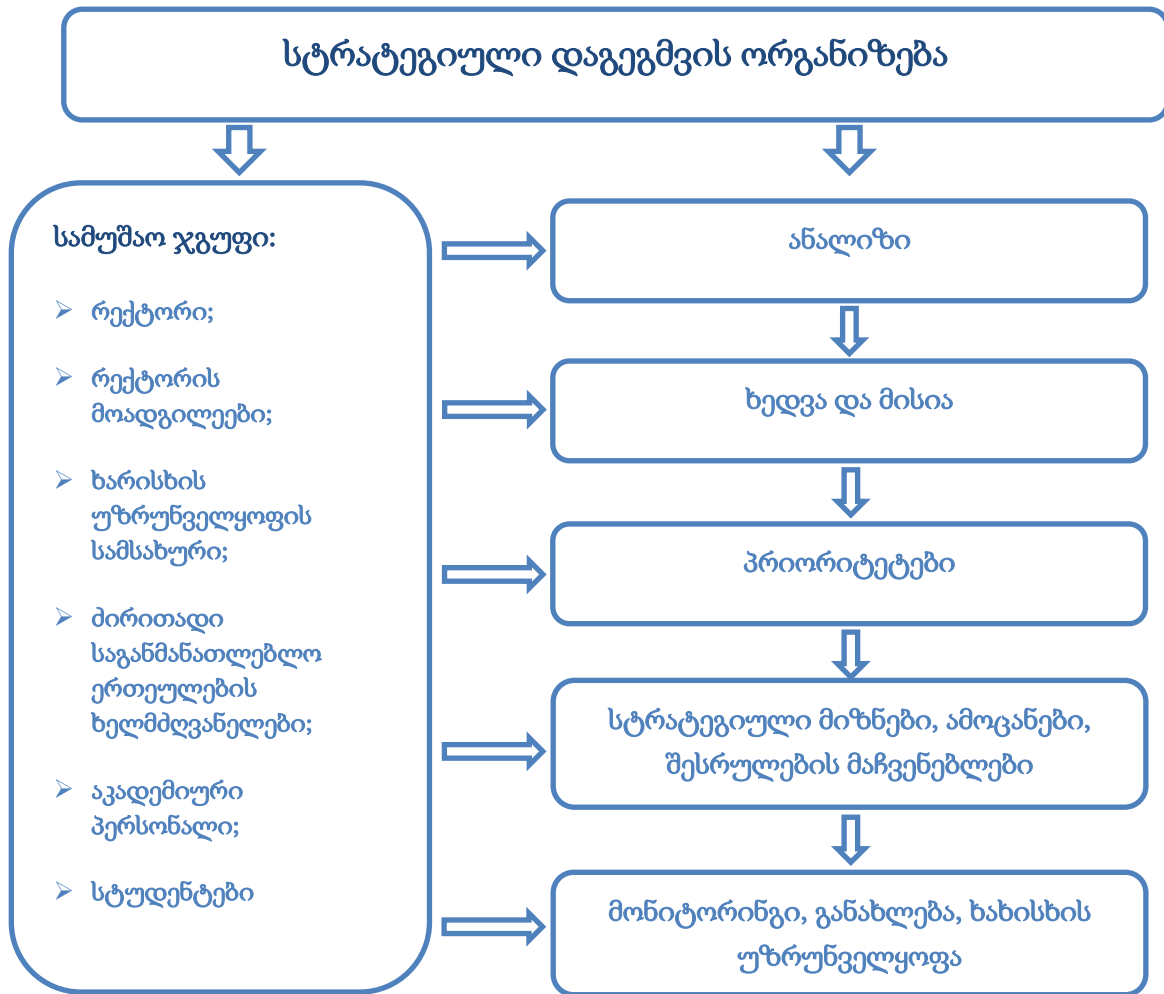 სტრატეგიული დაგეგმვის ორგანიზება
სამუშაო ჯგუფი:
➢ რექტორი;
➢ რექტორის
მოადგილეები;
➢ ხარისხის
უზრუნველყოფის
სამსახური;
➢ ძირითადი
საგანმანათლებლო
ერთეულების
ხელმძღვანელები;
➢ აკადემიური
პერსონალი;
➢ სტუდენტები
ანალიზი
ხედვა და მისია
პრიორიტეტები
სტრატეგიული მიზნები, ამოცანები,
შესრულების მაჩვენებლები
მონიტორინგი, განახლება, ხახისხის
უზრუნველყოფა